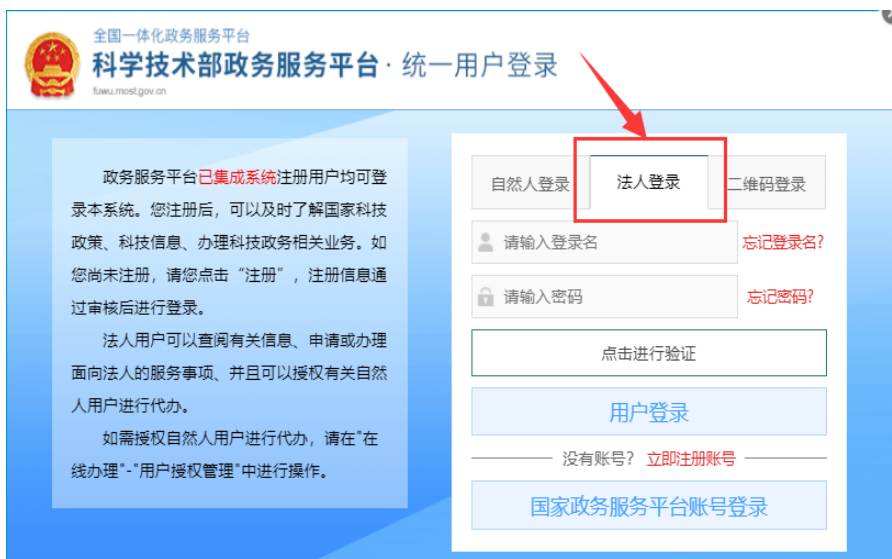 全国一体化政务服务平台
科学技术部政务服务平台·统一用户登录
fuwu.most.gov.cn
政务服务平台已集成系统注册用户均可登
录本系统。您注册后，可以及时了解国家科技
政策、科技信息、办理科技政务相关业务。如
您尚未注册，请您点击“注册”，注册信息通
过审核后进行登录。
法人用户可以查阅有关信息、申请或办理
面向法人的服务事项、并且可以授权有关自然
人用户进行代办。
如需授权自然人用户进行代办，请在"在
线办理"-"用户授权管理"中进行操作。
自然人登录 法人登录 二维码登录
请输入登录名 忘记登录名?
请输入密码 忘记密码?
点击进行验证
用户登录
没有账号? 立即注册账号
国家政务服务平台账号登录